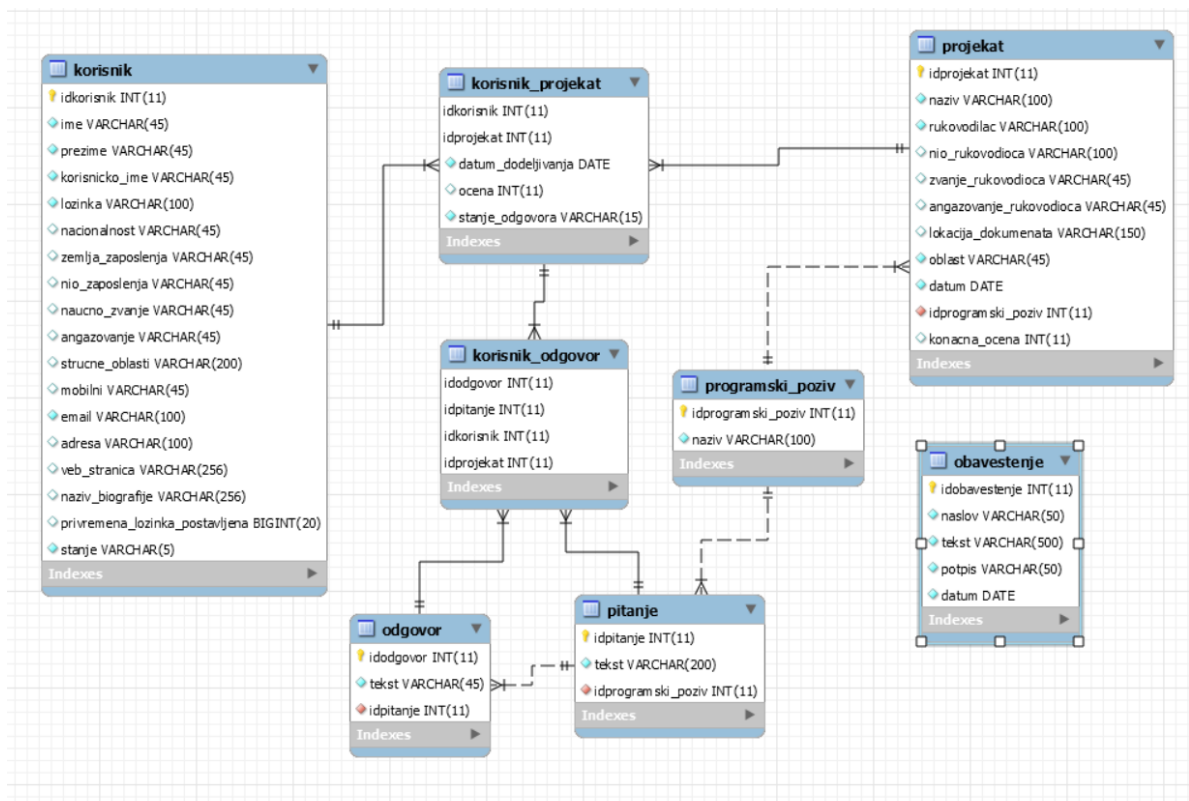 korisnik
idkorisnik INT(11)
ime VARCHAR(45)
prezime VARCHAR(45)
korisnicko_ime VARCHAR(45)
lozinka VARCHAR(100)
nacionalnost VARCHAR(45)
zemlja_zaposlenja VARCHAR(45)
nio_zaposlenja VARCHAR(45)
naucno_zvanje VARCHAR(45)
angazovanje VARCHAR(45)
strucne_oblasti VARCHAR(200)
mobilni VARCHAR(45)
email VARCHAR(100)
adresa VARCHAR(100)
veb_stranica VARCHAR(256)
naziv_biografije VARCHAR(256)
privremena_lozinka_postavljena BIGINT(20)
stanje VARCHAR(5)
Indexes
korisnik_projekat
idkorisnik INT(11)
idprojekat INT(11)
datum_dodeljivanja DATE
ocena INT(11)
stanje_odgovora VARCHAR(15)
Indexes
projekat
idprojekat INT(11)
naziv VARCHAR(100)
rukovodilac VARCHAR(100)
nio_rukovodioca VARCHAR(100)
zvanje_rukovodioca VARCHAR(45)
angazovanje_rukovodioca VARCHAR(45)
lokacija_dokumenata VARCHAR(150)
oblast VARCHAR(45)
datum DATE
idprogramski_poziv INT(11)
konacna_ocena INT(11)
Indexes
korisnik_odgovor
idodgovor INT(11)
idpitanje INT(11)
idkorisnik INT(11)
idprojekat INT(11)
Indexes
programski_poziv
idprogramski_poziv INT(11)
naziv VARCHAR(100)
Indexes
obavestenje
idobavestenje INT(11)
naslov VARCHAR(50)
tekst VARCHAR(500)
potpis VARCHAR(50)
datum DATE
Indexes
odgovor
idodgovor INT(11)
tekst VARCHAR(45)
idpitanje INT(11)
Indexes
pitanje
idpitanje INT(11)
tekst VARCHAR(200)
idprogramski_poziv INT(11)
Indexes